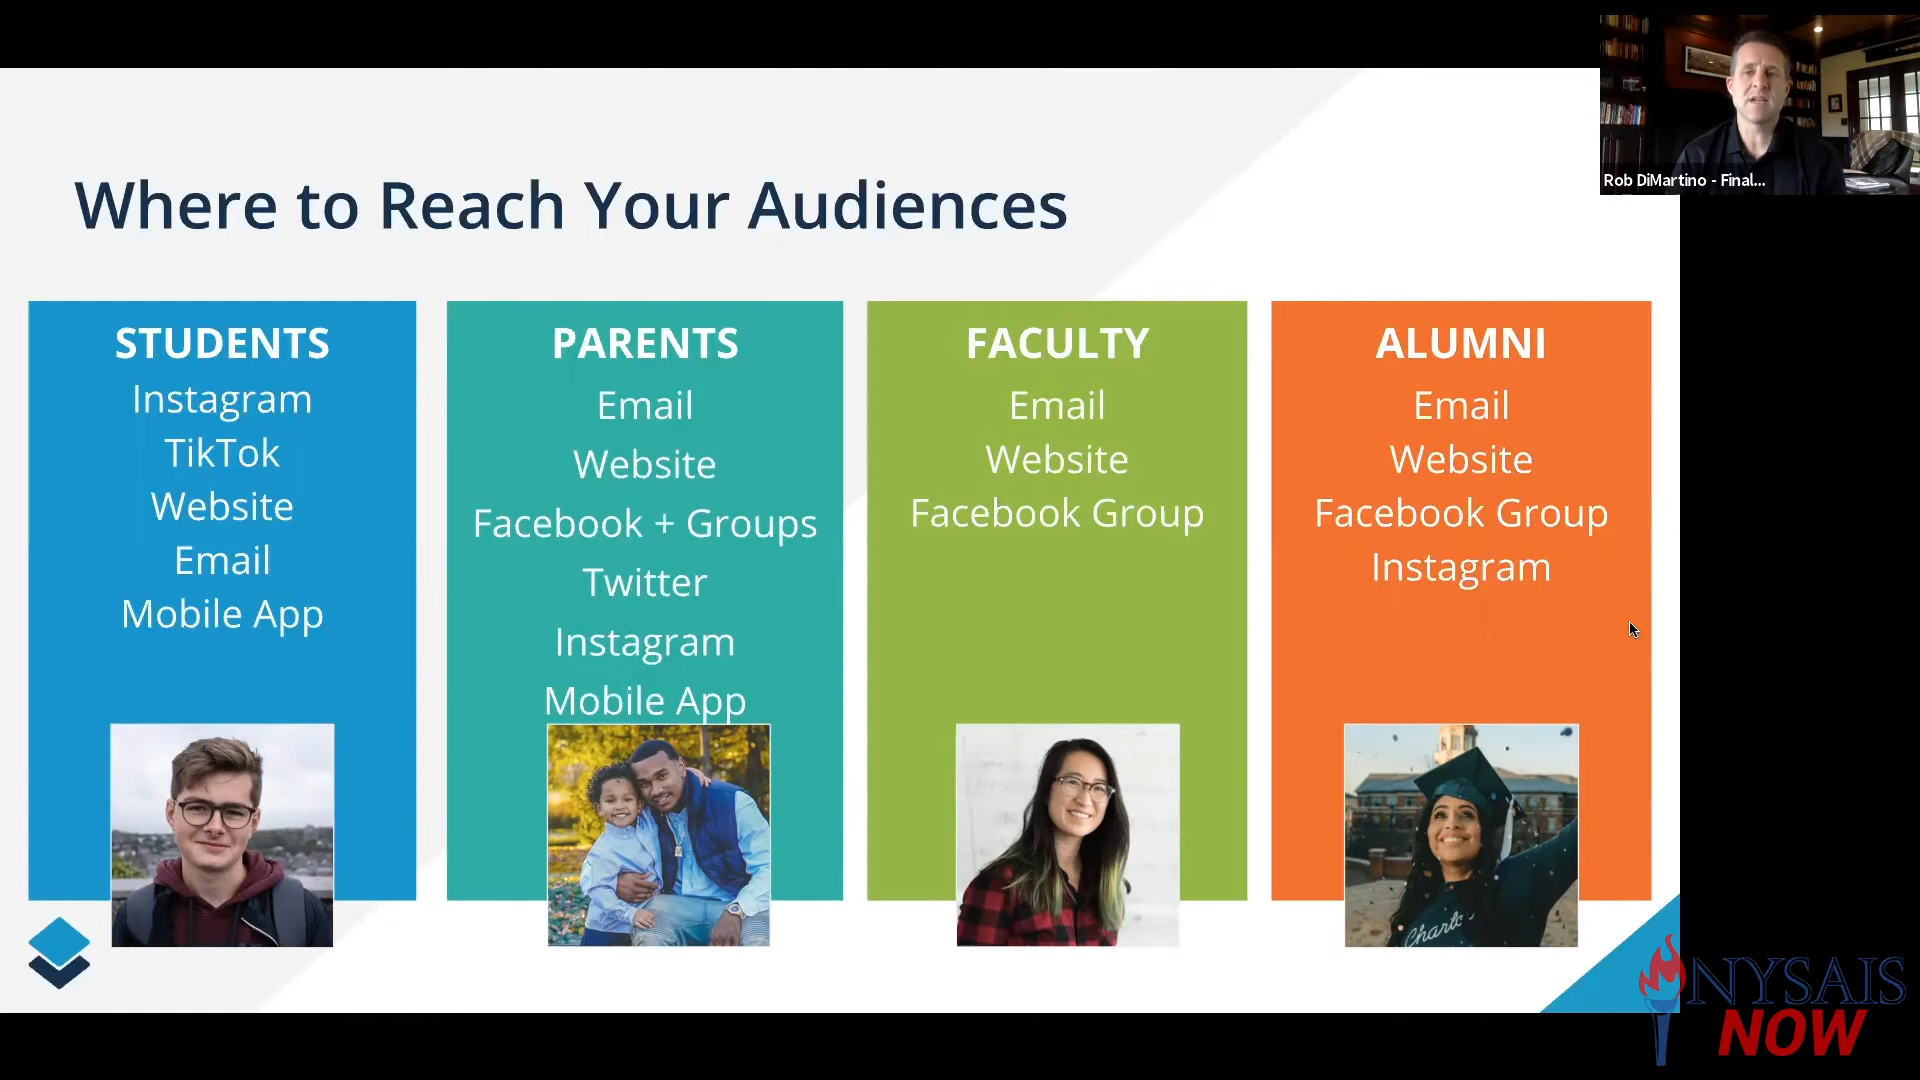 Rob DiMartino - Final...
Where to Reach Your Audiences
STUDENTS
Instagram
TikTok
Website
Email
Mobile App
PARENTS
Email
Website
Facebook + Groups
Twitter
Instagram
Mobile App
FACULTY
Email
Website
Facebook Group
ALUMNI
Email
Website
Facebook Group
Instagram
NYSAIS
NOW